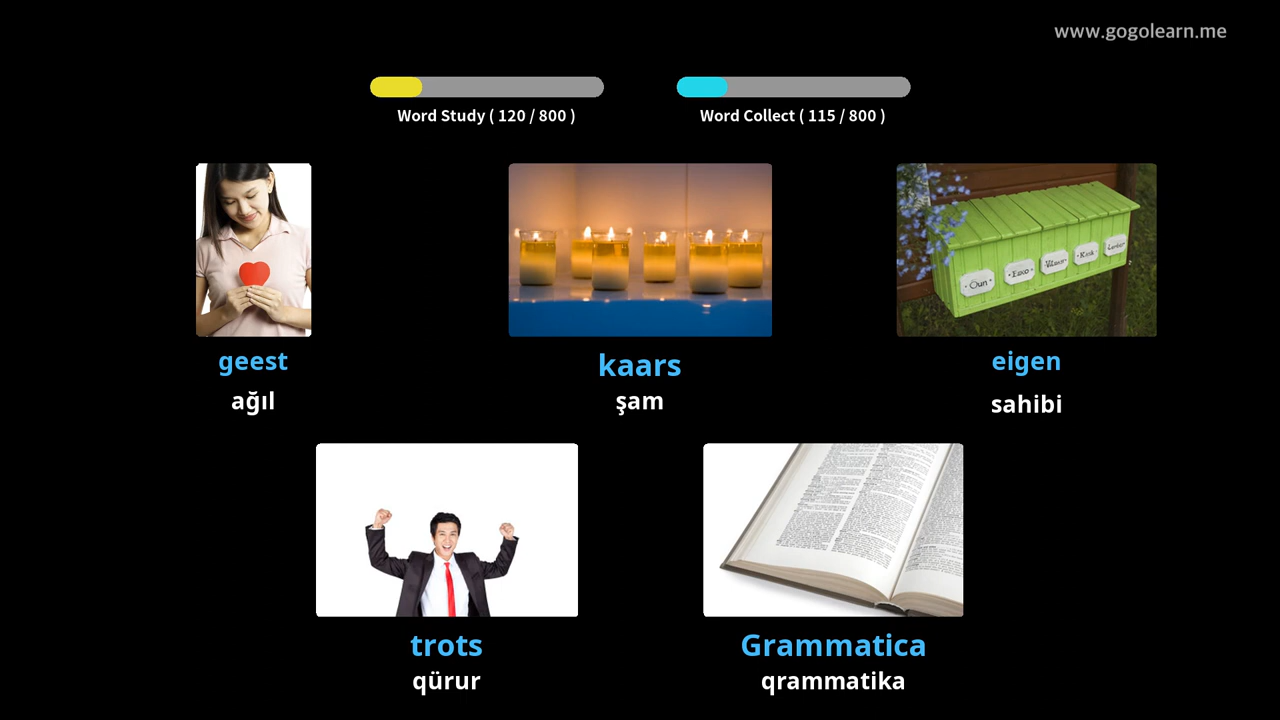 www.gogolearn.me
Word Study ( 120 / 800 )
Word Collect ( 115 / 800 )
Oun
geest
kaars
eigen
ağıl
şam
sahibi
trots
Grammatica
qürur
qrammatika